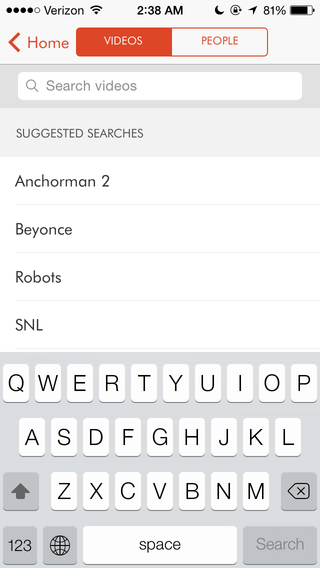 Verizon 2:38 AM 81%
Home VIDEOS PEOPLE
Search videos
SUGGESTED SEARCHES
Anchorman 2
Beyonce
Robots
SNL
Q W E R T Y U I O P
A S D F G H J K L
Z X C V B N M
123 space Search